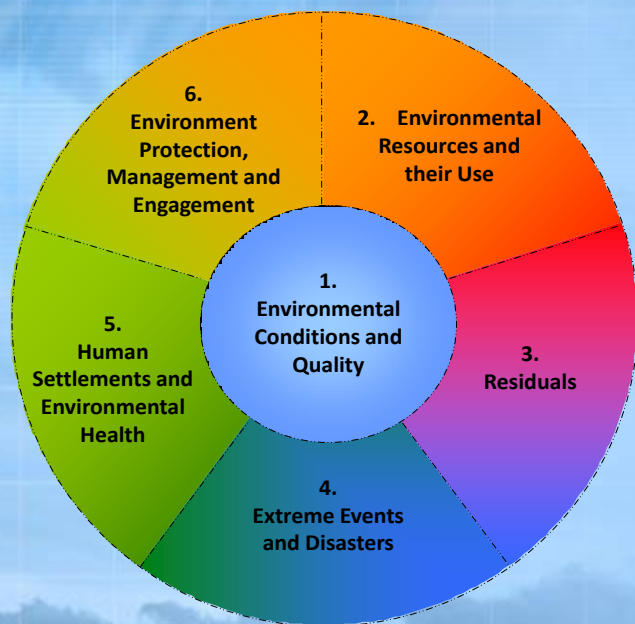 1.
Environmental
Conditions and
Quality
2. Environmental
Resources and
their Use
3.
Residuals
4.
Extreme Events
and Disasters
5.
Human
Settlements and
Environmental
Health
6.
Environment
Protection,
Management and
Engagement